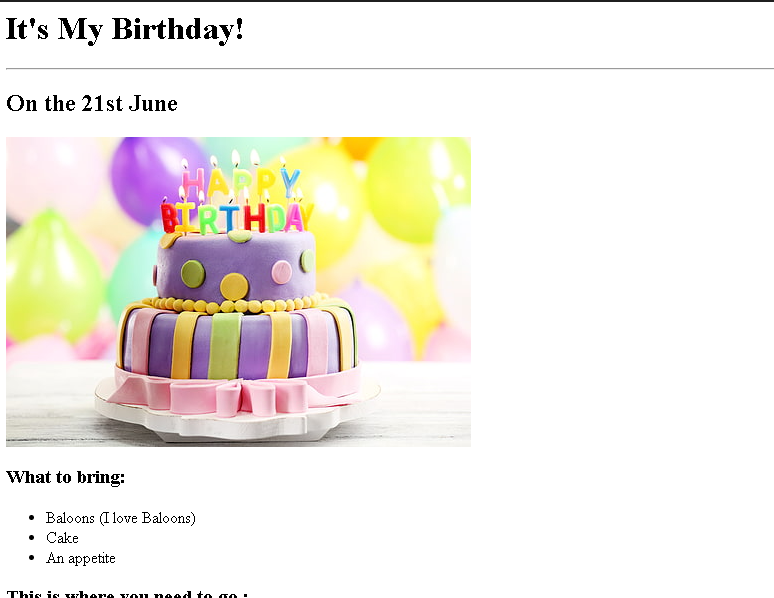 It's My Birthday!
On the 21st June
HAPPY
BIRTHDAY
What to bring:
Baloons (I love Baloons)
Cake
An appetite
This is where you need to go :